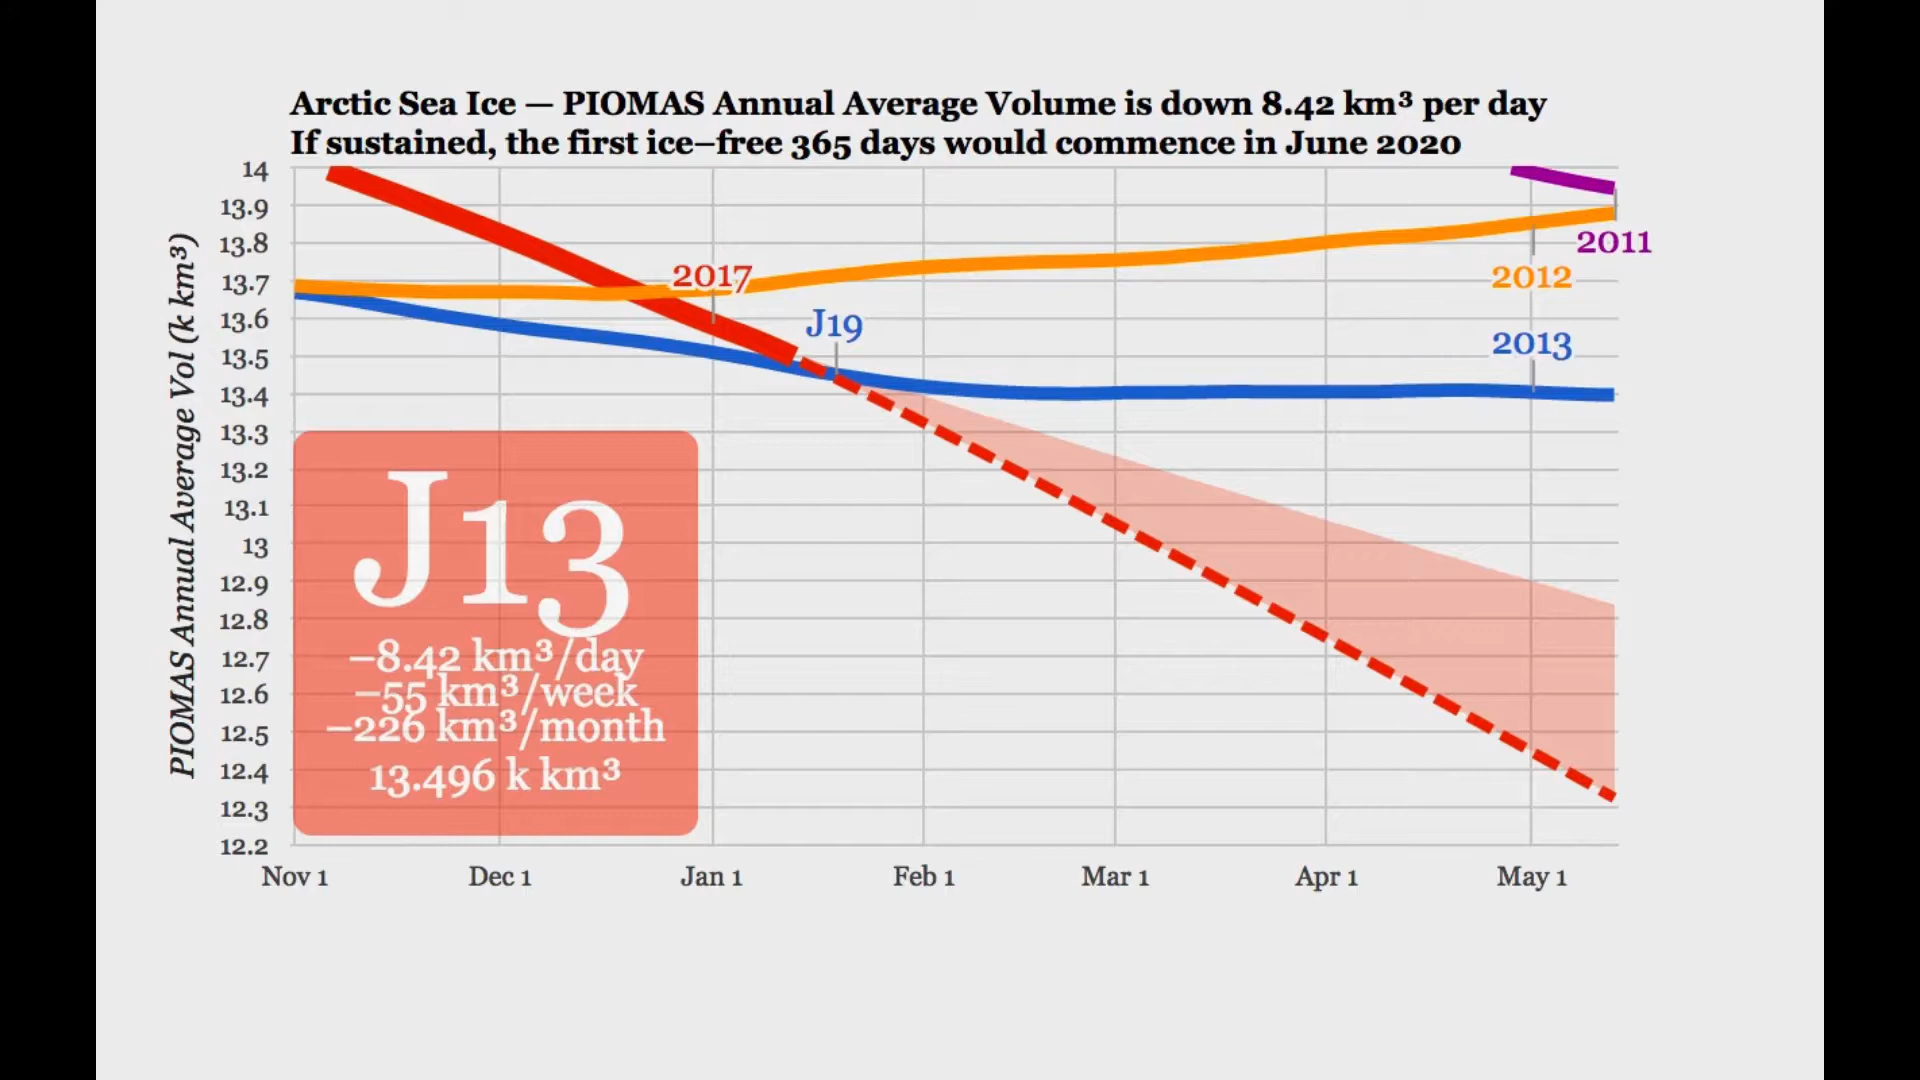 Arctic Sea Ice — PIOMAS Annual Average Volume is down 8.42 km³ per day
If sustained, the first ice–free 365 days would commence in June 2020
PIOMAS Annual Average Vol (k km³)
14
13.9
13.8
13.7
13.6
13.5
13.4
13.3
13.2
13.1
13
12.9
12.8
12.7
12.6
12.5
12.4
12.3
12.2
2011
2012
2017
J19
2013
J13
–8.42 km³/day
–55 km³/week
–226 km³/month
13.496 k km³
Nov 1 Dec 1 Jan 1 Feb 1 Mar 1 Apr 1 May 1